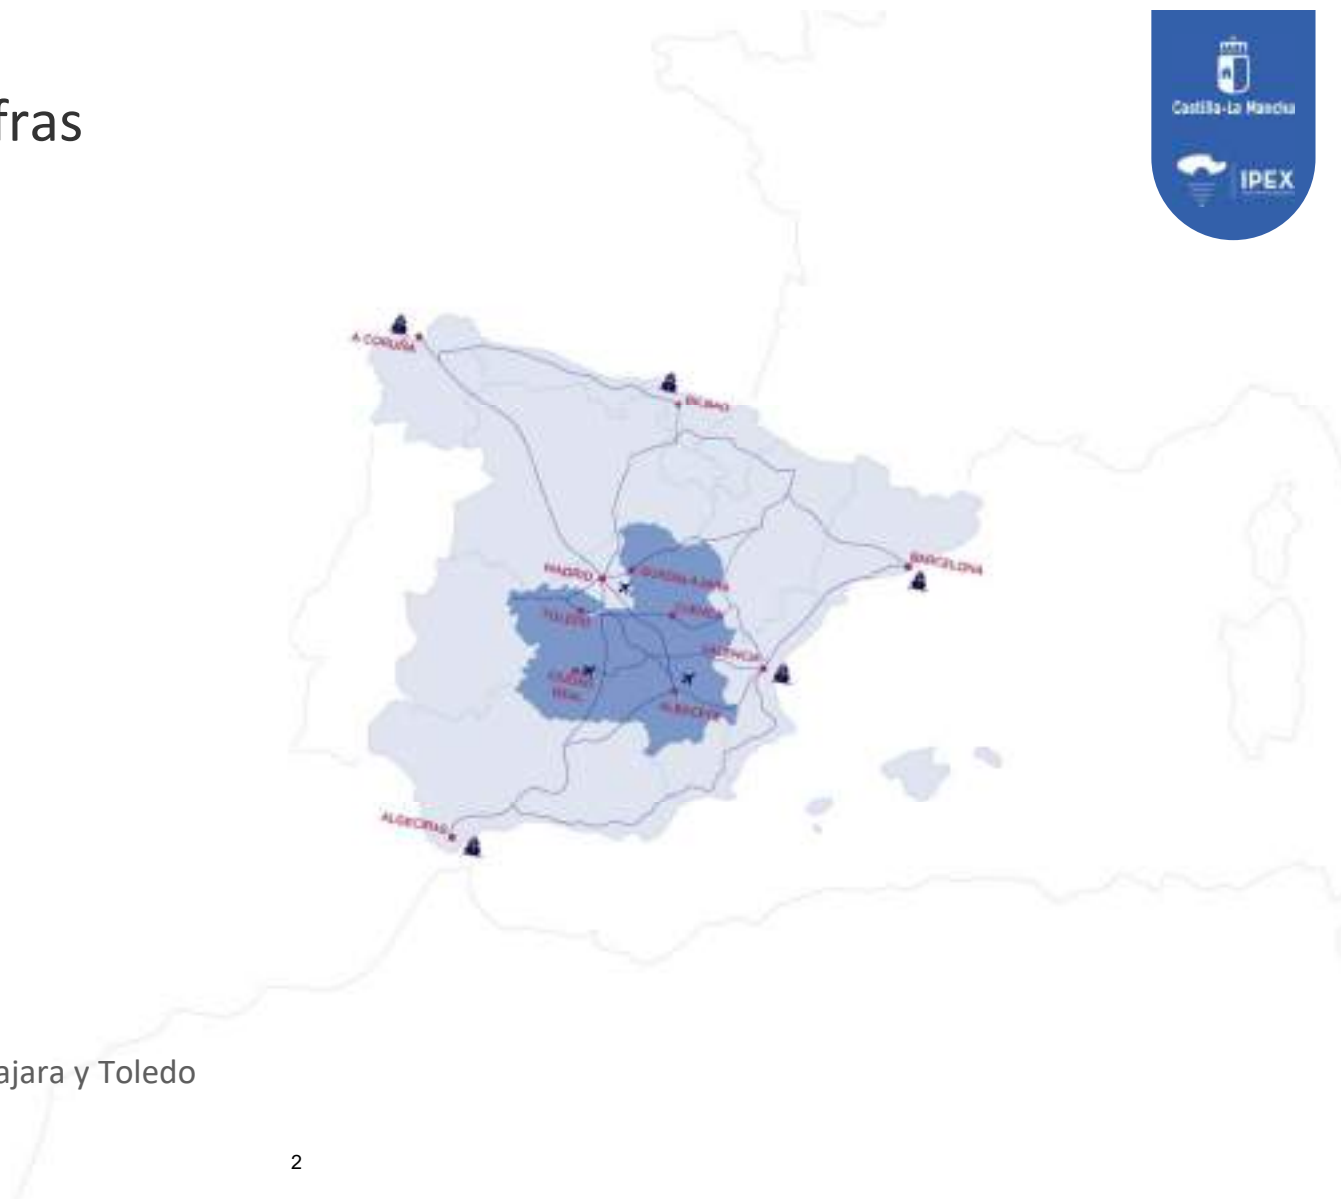 fras
Castilla-La Mancha
IPEX
A CORUÑA
BILBAO
BARCELONA
MADRID
GUADALAJARA
TOLEDO
CUENCA
VALENCIA
CIUDAD
REAL
ALBACETE
ALGECIRAS
ajara y Toledo
2